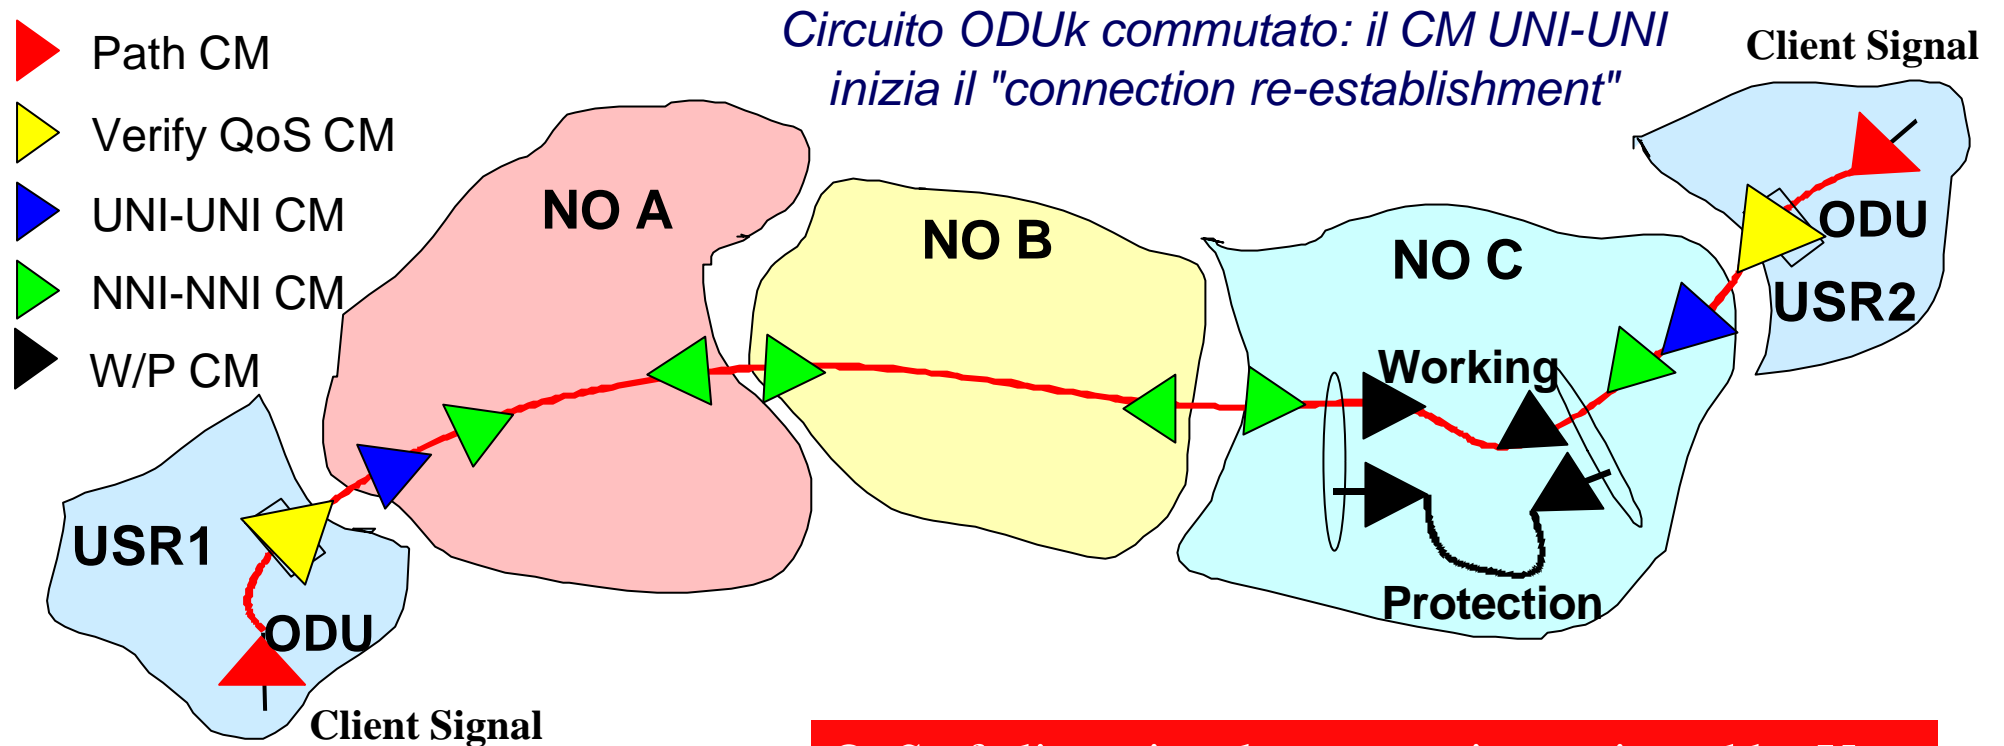 Circuito ODUk commutato: il CM UNI-UNI
inizia il "connection re-establishment"
Client Signal
Path CM
Verify QoS CM
UNI-UNI CM
NNI-NNI CM
W/P CM
NO A
NO B
NO C
ODU
USR2
Working
Protection
USR1
ODU
Client Signal